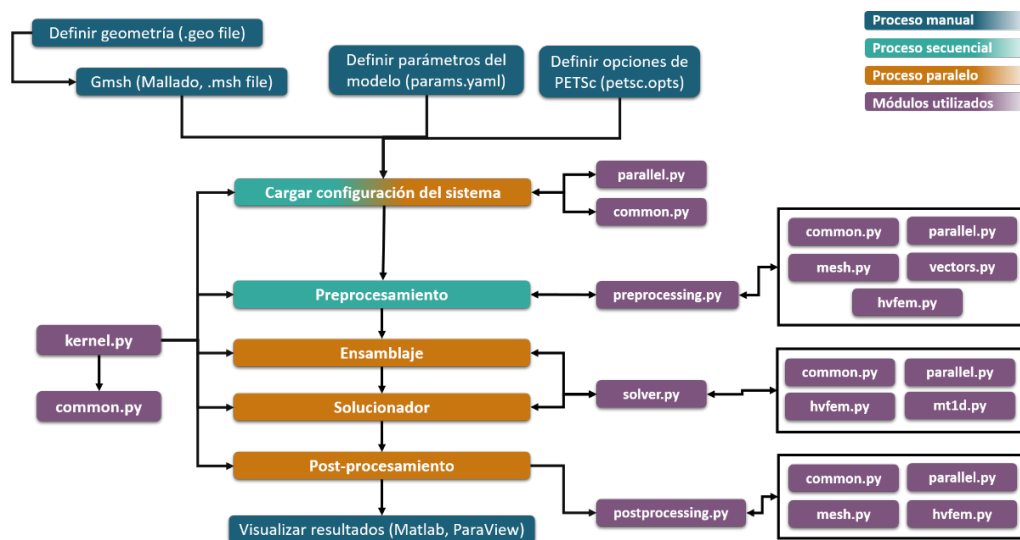 Definir geometría (.geo file)
Gmsh (Mallado, .msh file)
Definir parámetros del
modelo (params.yaml)
Definir opciones de
PETSc (petsc.opts)
Proceso manual
Proceso secuencial
Proceso paralelo
Módulos utilizados
Cargar configuración del sistema
parallel.py
common.py
Preprocesamiento
preprocessing.py
common.py
parallel.py
mesh.py
vectors.py
hvfem.py
kernel.py
common.py
Ensamblaje
Solucionador
solver.py
common.py
parallel.py
hvfem.py
mt1d.py
Post-procesamiento
postprocessing.py
common.py
parallel.py
mesh.py
hvfem.py
Visualizar resultados (Matlab, ParaView)